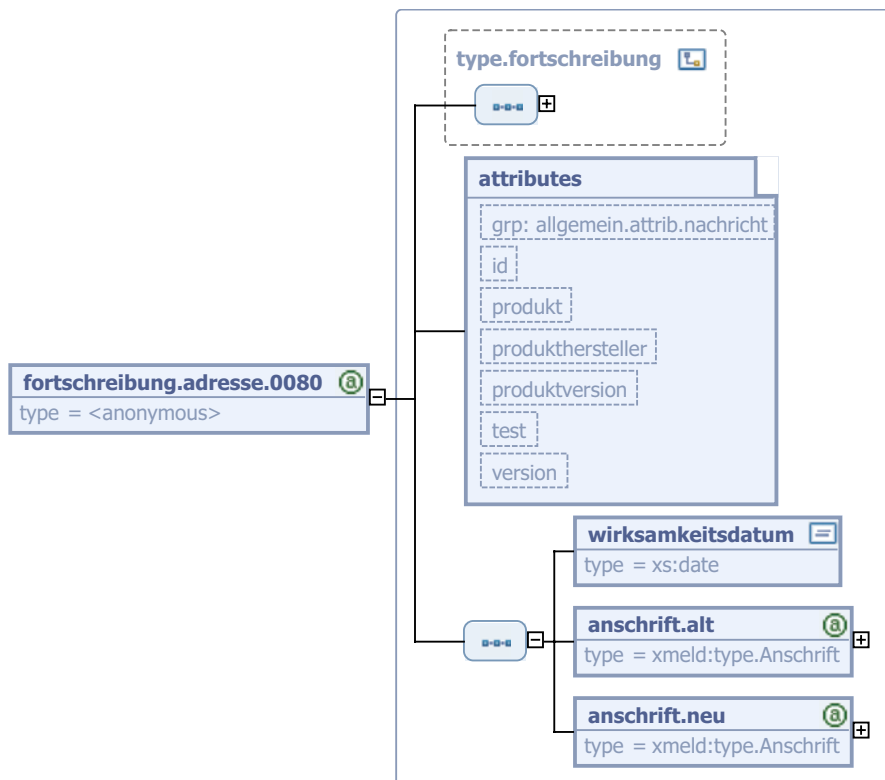 type.fortschreibung
attributes
grp: allgemein.attrib.nachricht
id
produkt
produkthersteller
produktversion
test
version
fortschreibung.adresse.0080
type = <anonymous>
wirksamkeitsdatum
type = xs:date
anschrift.alt
type = xmeld:type.Anschrift
anschrift.neu
type = xmeld:type.Anschrift